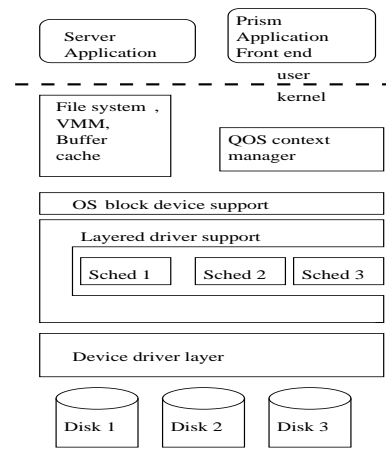 Server
Application
Prism
Application
Front end
user
kernel
File system ,
VMM,
Buffer
cache
QOS context
manager
OS block device support
Layered driver support
Sched 1
Sched 2
Sched 3
Device driver layer
Disk 1
Disk 2
Disk 3